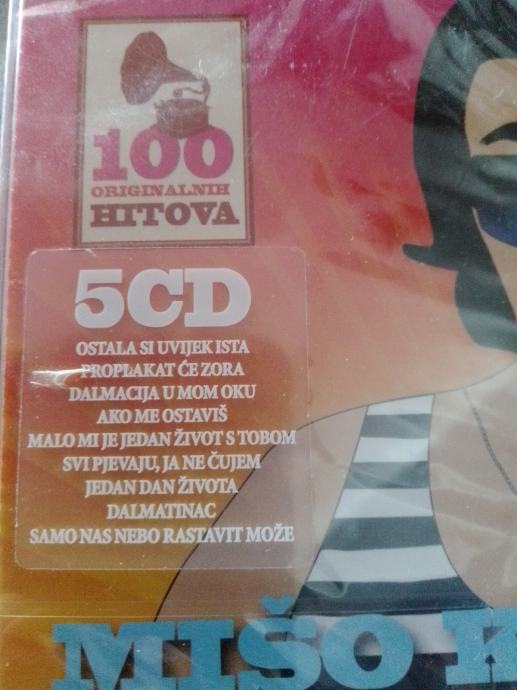 100
ORIGINALNIH
HITOVA
5CD
OSTALA SI UVIJEK ISTA
PROPLAKAT ĆE ZORA
DALMACIJA U MOM OKU
AKO ME OSTAVIŠ
MALO MI JE JEDAN ŽIVOT S TOBOM
SVI PJEVAJU, JA NE ČUJEM
JEDAN DAN ŽIVOTA
DALMATINAC
SAMO NAS NEBO RASTAVIT MOŽE
MIŠO K